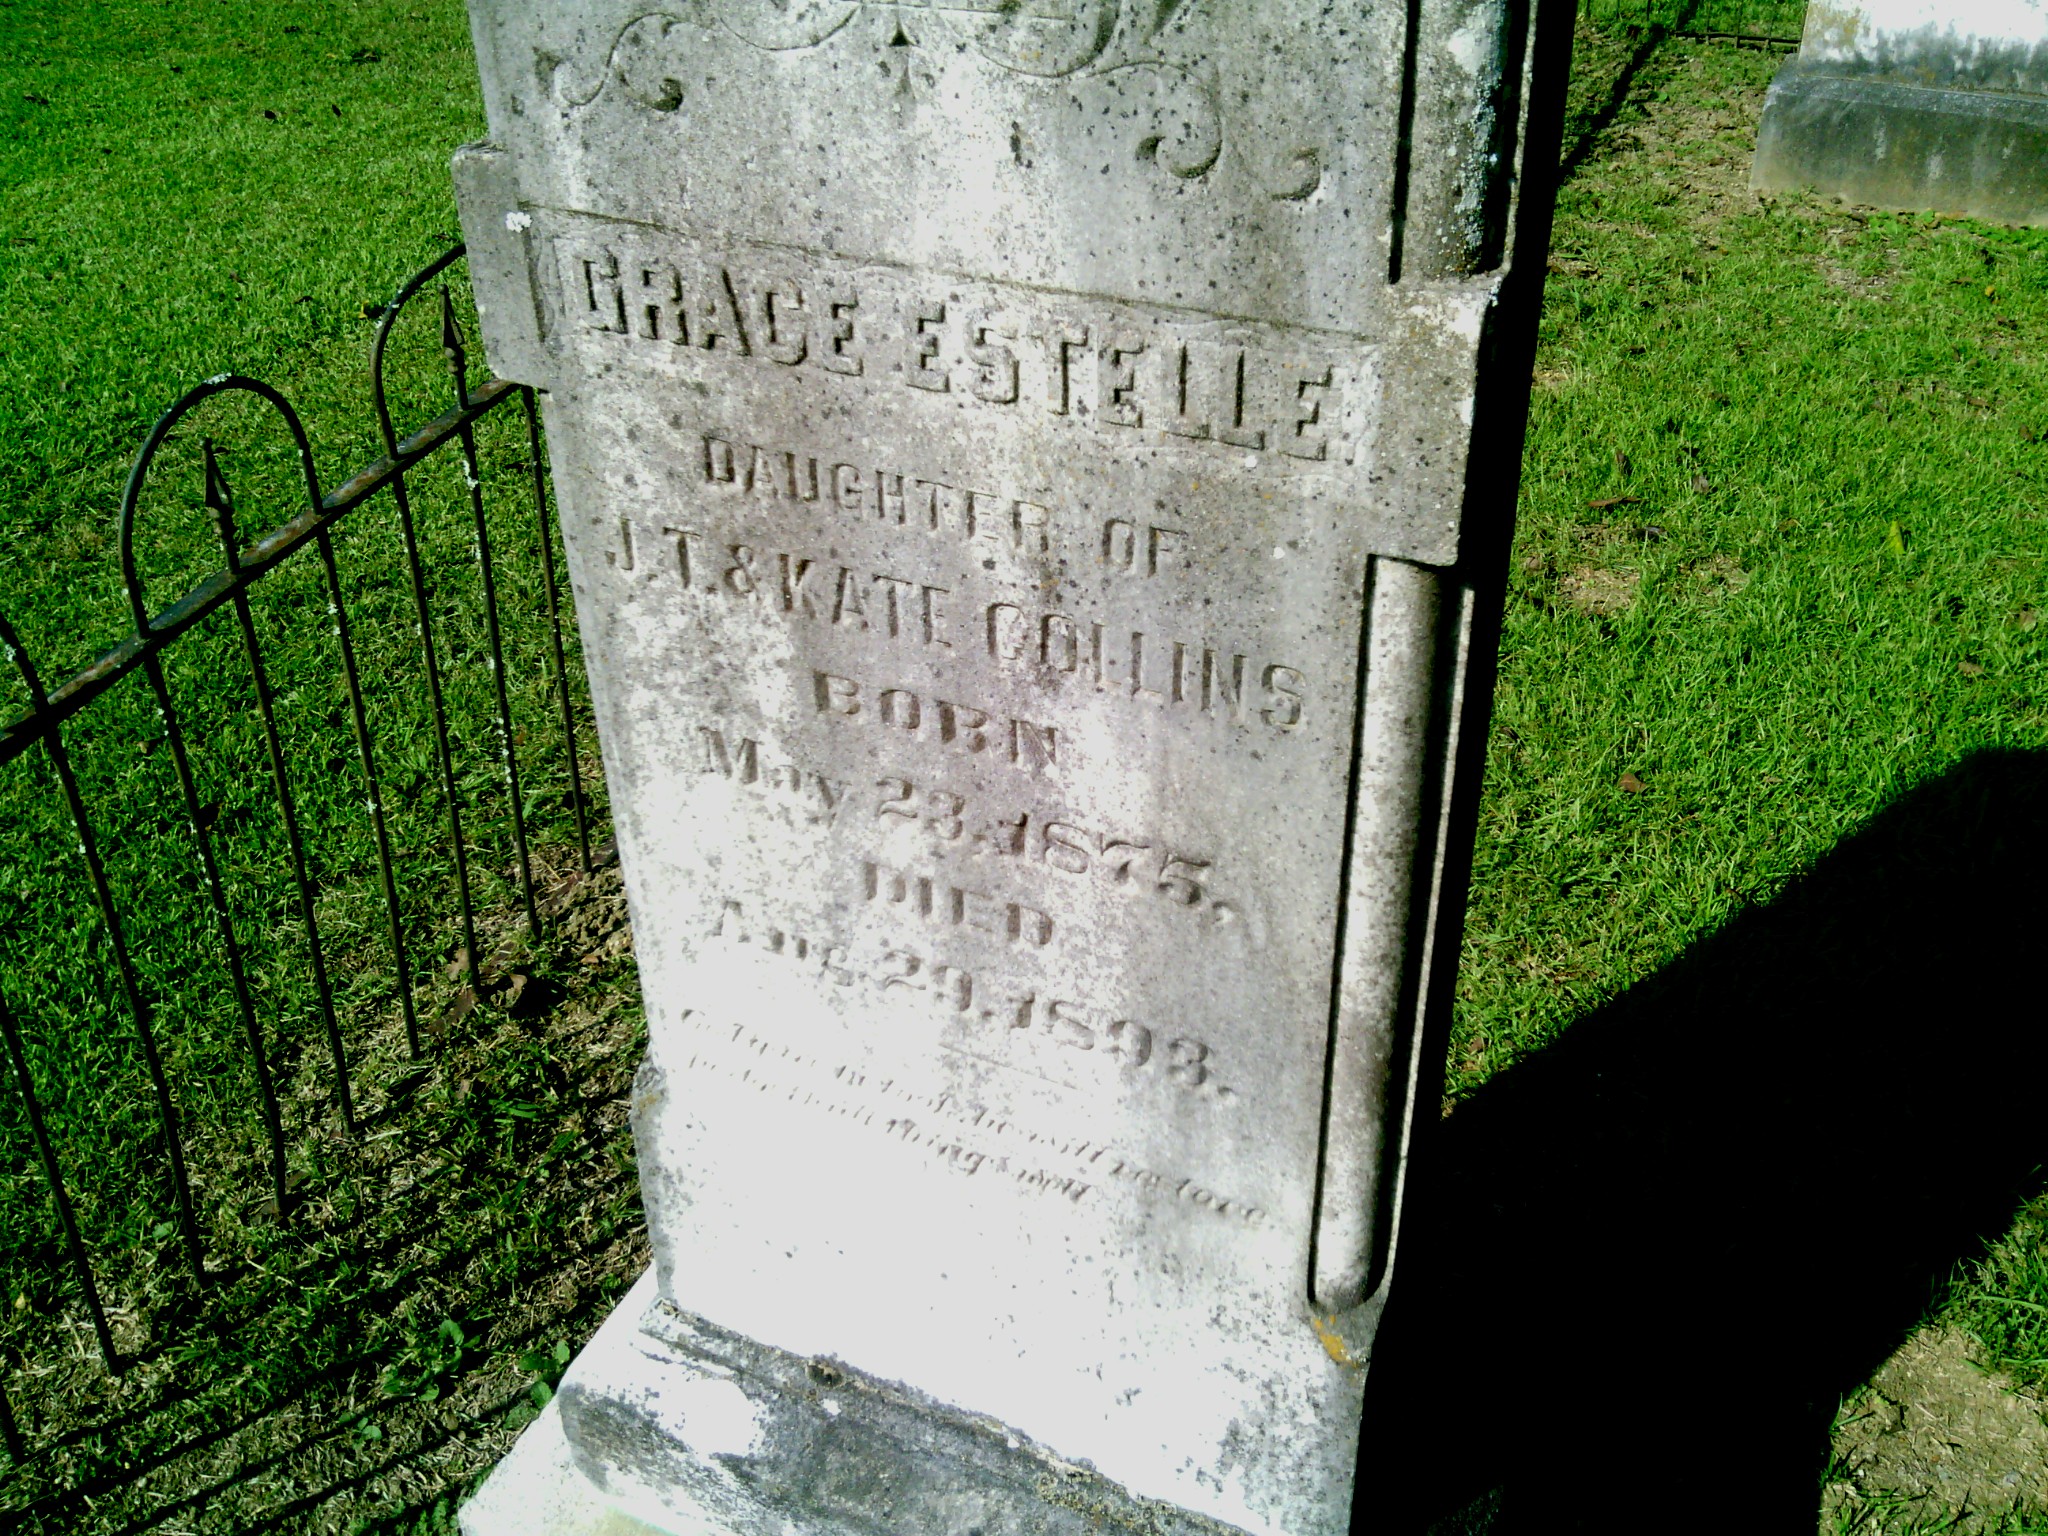 GRACE ESTELLE.
DAUGHTER OF
J.T. & KATE COLLINS
BORN
May 23, 1875,
DIED
Aug. 29, 1893.